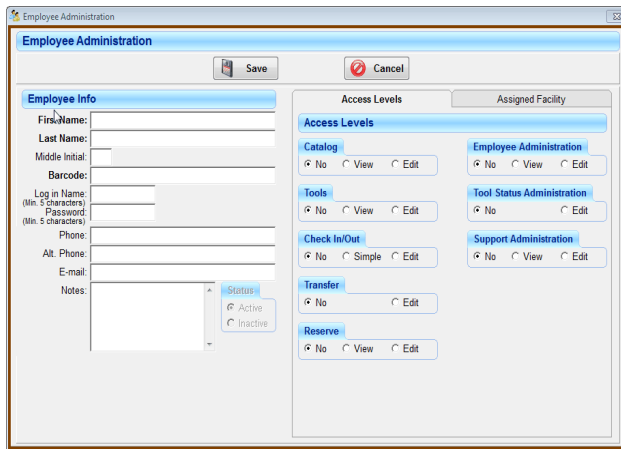 Employee Administration
Employee Administration
Save Cancel
Employee Info
First Name:
Last Name:
Middle Initial:
Barcode:
Log in Name:
(Min. 5 characters)
Password:
(Min. 5 characters)
Phone:
Alt. Phone:
E-mail:
Notes:
Status
Active
Inactive
Access Levels Assigned Facility
Access Levels
Catalog
No View Edit
Tools
No View Edit
Check In/Out
No Simple Edit
Transfer
No Edit
Reserve
No View Edit
Employee Administration
No View Edit
Tool Status Administration
No Edit
Support Administration
No View Edit